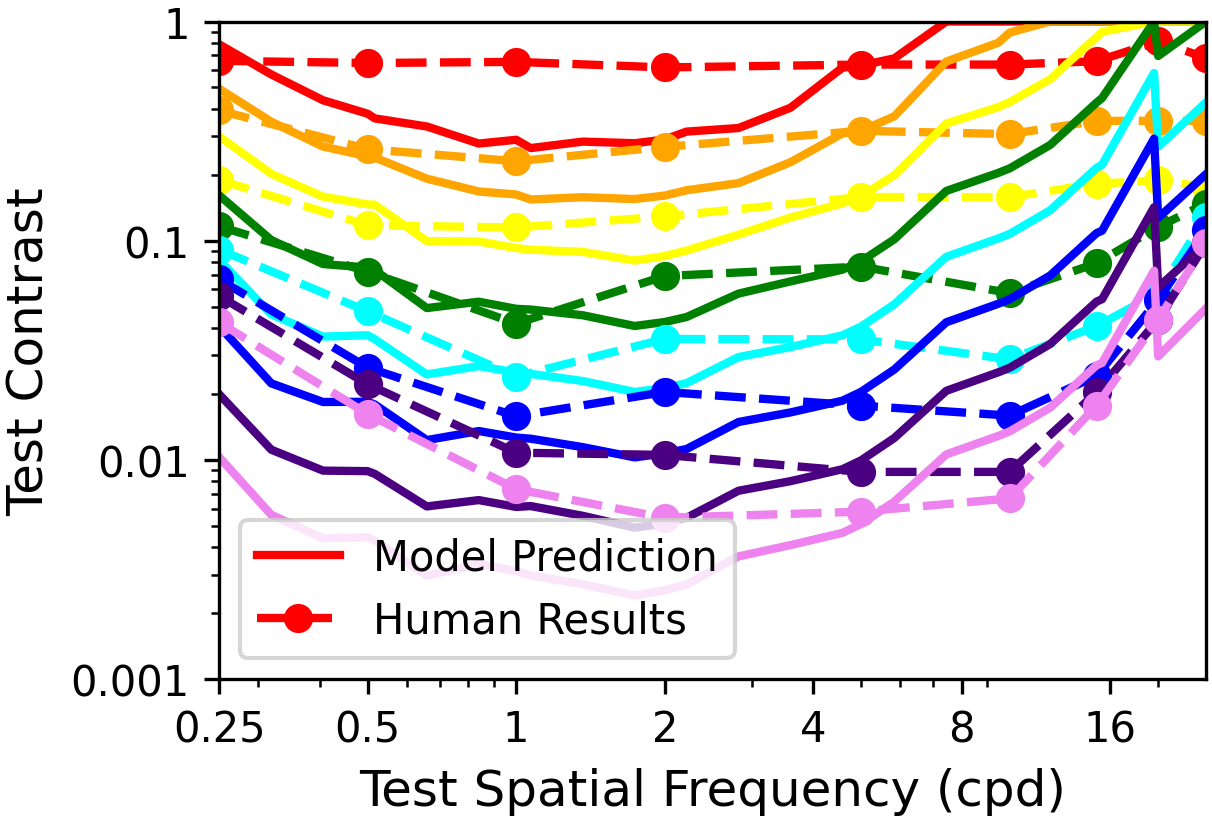 1
0.1
0.01
0.001
Test Contrast
Model Prediction
Human Results
0.25 0.5 1 2 4 8 16
Test Spatial Frequency (cpd)